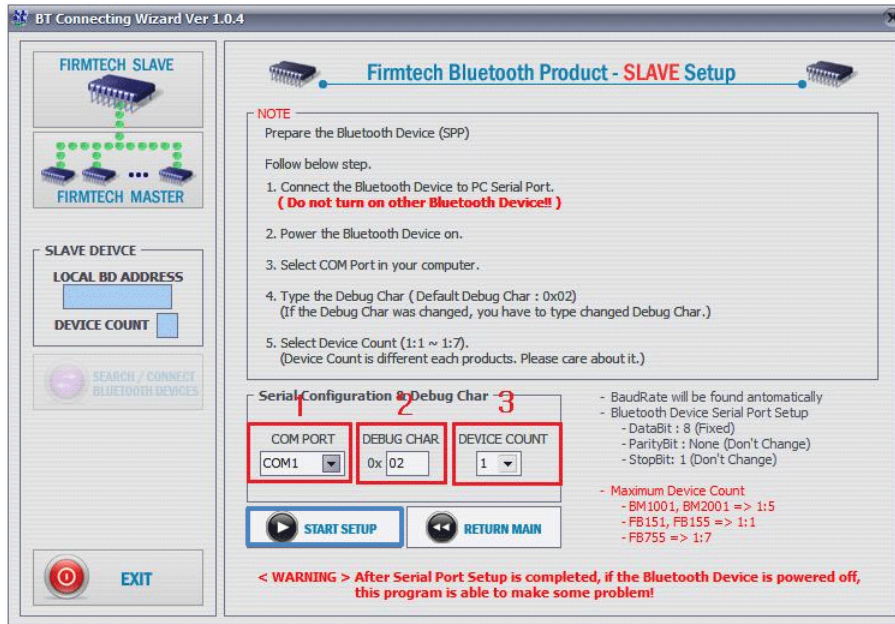 BT Connecting Wizard Ver 1.0.4
FIRMTECH SLAVE
FIRMTECH MASTER
SLAVE DEIVCE
LOCAL BD ADDRESS
DEVICE COUNT
SEARCH / CONNECT
BLUETOOTH DEVICES
EXIT
Firmtech Bluetooth Product - SLAVE Setup
NOTE
Prepare the Bluetooth Device (SPP)
Follow below step.
1. Connect the Bluetooth Device to PC Serial Port.
( Do not turn on other Bluetooth Device!! )
2. Power the Bluetooth Device on.
3. Select COM Port in your computer.
4. Type the Debug Char ( Default Debug Char : 0x02)
(If the Debug Char was changed, you have to type changed Debug Char.)
5. Select Device Count (1:1 ~ 1:7).
(Device Count is different each products. Please care about it.)
Serial Configuration & Debug Char
1 2 3
COM PORT DEBUG CHAR DEVICE COUNT
COM1 0x 02 1
START SETUP RETURN MAIN
- BaudRate will be found antomatically
- Bluetooth Device Serial Port Setup
- DataBit : 8 (Fixed)
- ParityBit : None (Don't Change)
- StopBit: 1 (Don't Change)
- Maximum Device Count
- BM1001, BM2001 => 1:5
- FB151, FB155 => 1:1
- FB755 => 1:7
< WARNING > After Serial Port Setup is completed, if the Bluetooth Device is powered off,
this program is able to make some problem!